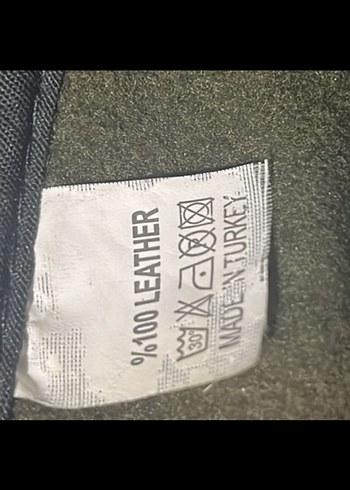 %100 LEATHER
30°
MADE IN TURKEY